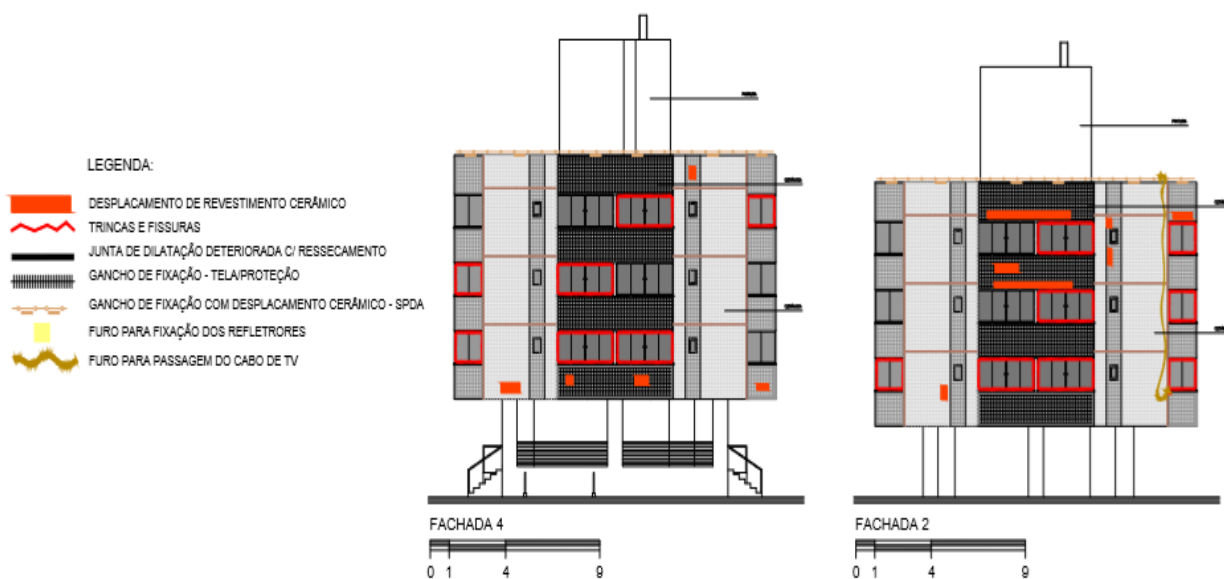 LEGENDA:
DESPLACAMENTO DE REVESTIMENTO CERÂMICO
TRINCAS E FISSURAS
JUNTA DE DILATAÇÃO DETERIORADA C/ RESSECAMENTO
GANCHO DE FIXAÇÃO - TELA/PROTEÇÃO
GANCHO DE FIXAÇÃO COM DESPLACAMENTO CERÂMICO - SPDA
FURO PARA FIXAÇÃO DOS REFLETRORES
FURO PARA PASSAGEM DO CABO DE TV
FACHADA 4
0 1 4 9
FACHADA 2
0 1 4 9